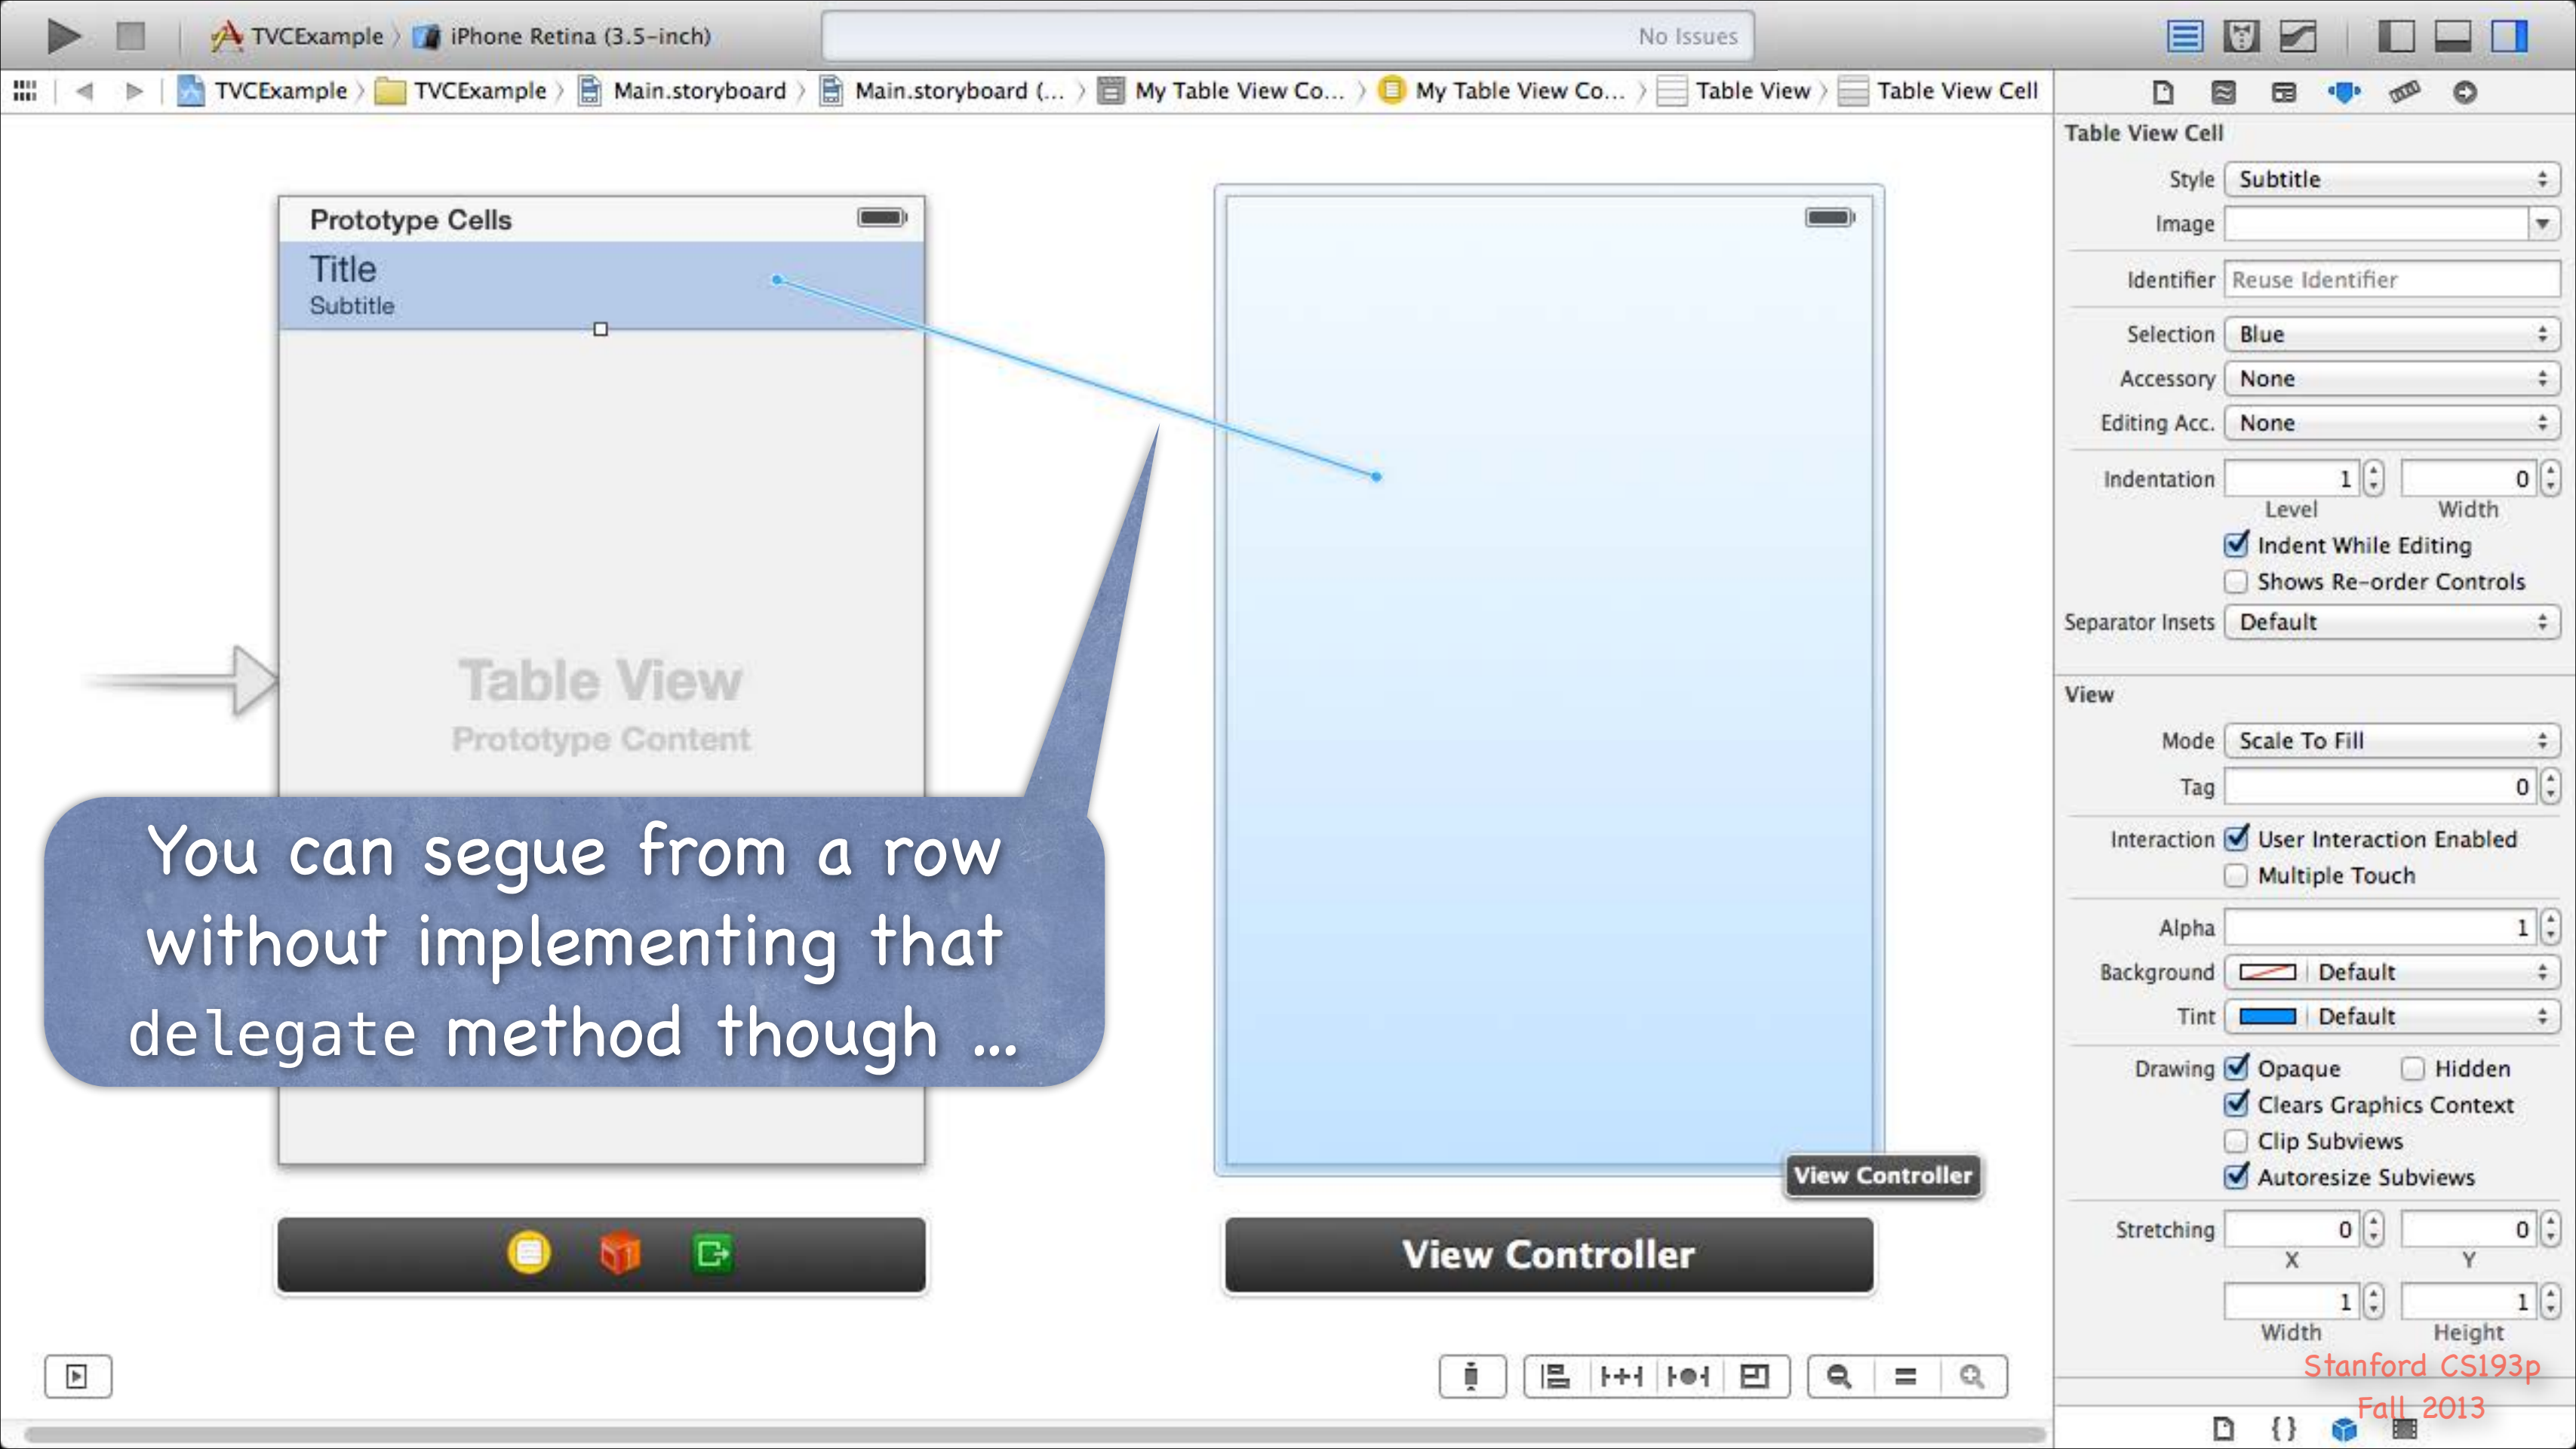 TVCExample
iPhone Retina (3.5-inch)
No Issues
TVCExample
TVCExample
Main.storyboard
Main.storyboard (...
My Table View Co...
My Table View Co...
Table View
Table View Cell
Prototype Cells
Title
Subtitle
Table View
Prototype Content
You can segue from a row
without implementing that
delegate method though ...
View Controller
View Controller
Table View Cell
Style Subtitle
Image
Identifier Reuse Identifier
Selection Blue
Accessory None
Editing Acc. None
Indentation 1 0
Level Width
Indent While Editing
Shows Re-order Controls
Separator Insets Default
View
Mode Scale To Fill
Tag 0
Interaction User Interaction Enabled
Multiple Touch
Alpha 1
Background Default
Tint Default
Drawing Opaque Hidden
Clears Graphics Context
Clip Subviews
Autoresize Subviews
Stretching 0 0
X Y
1 1
Width Height
Stanford CS193p
Fall 2013